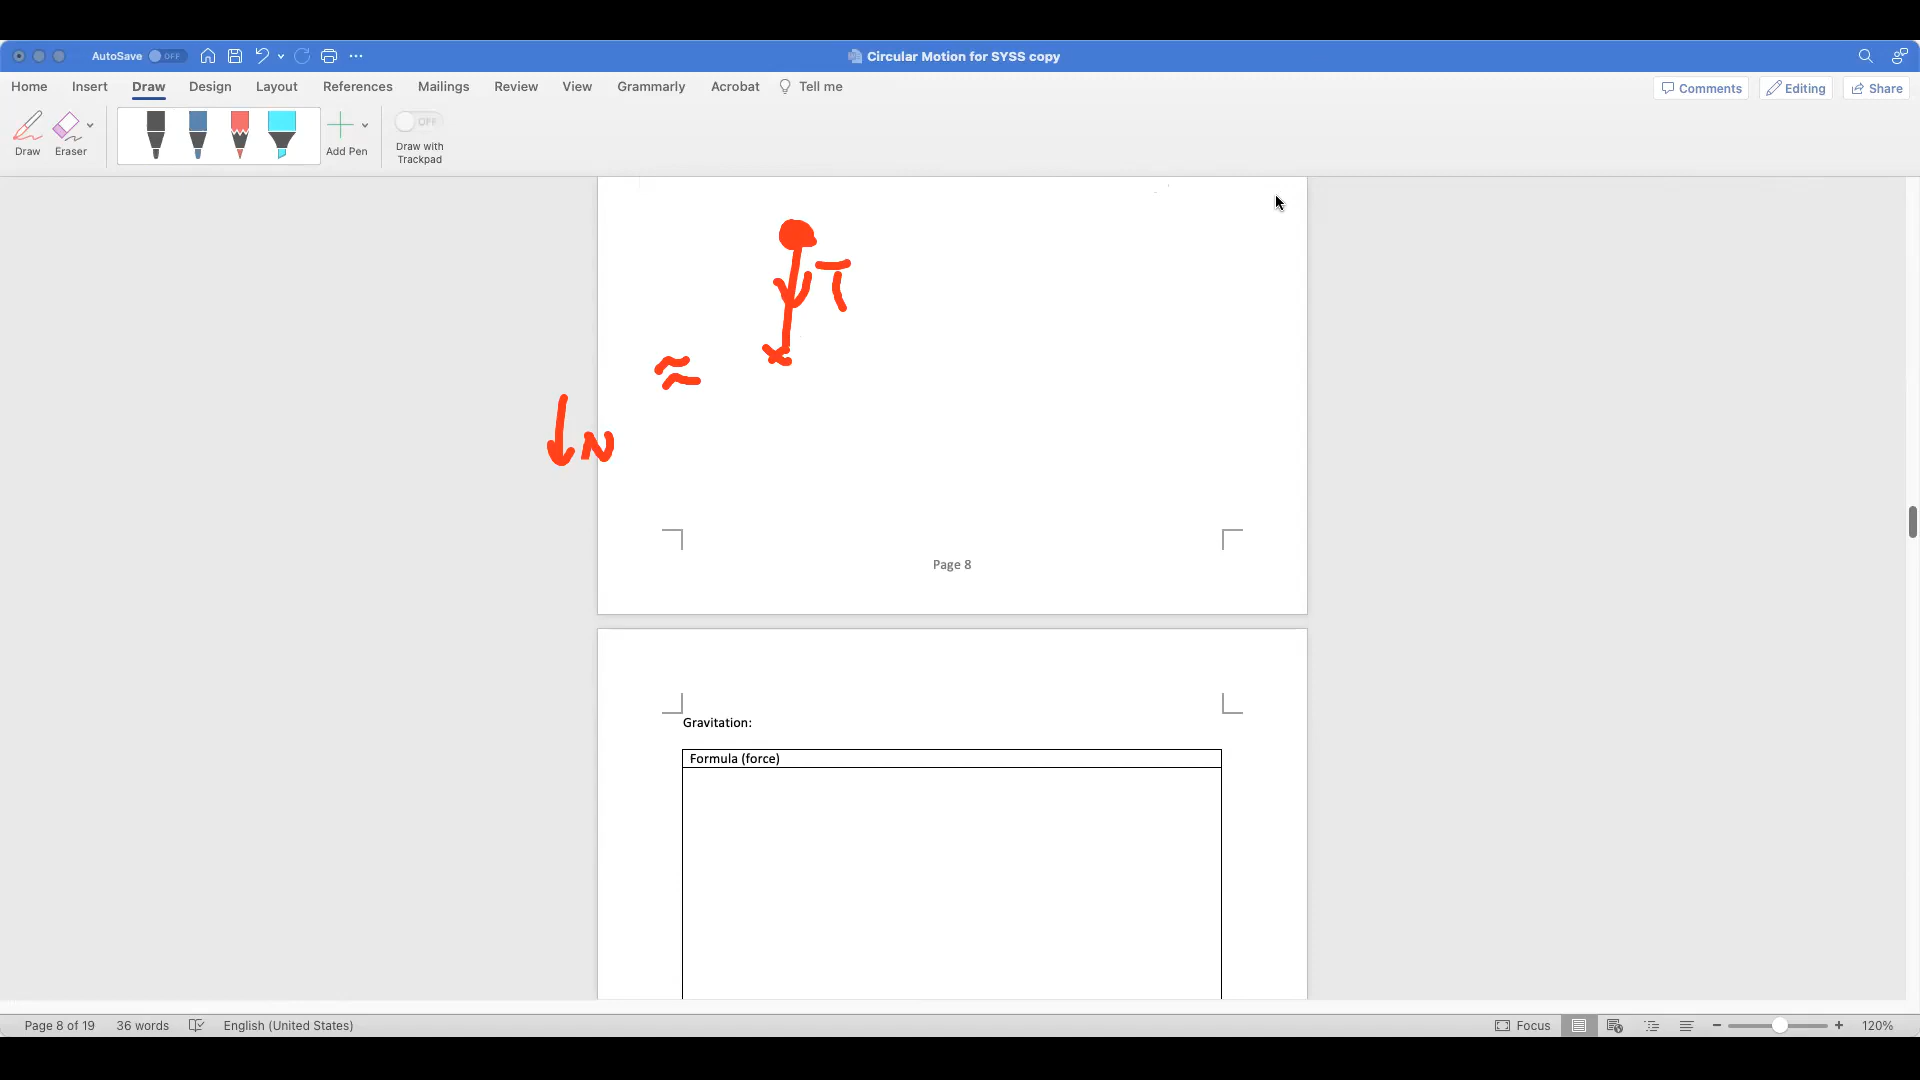 AutoSave OFF Circular Motion for SYSS copy
Home Insert Draw Design Layout References Mailings Review View Grammarly Acrobat Tell me Comments Editing Share
Draw Eraser Add Pen OFF Draw with
Trackpad
T
≈
N
Page 8
Gravitation:
Formula (force)
Page 8 of 19 36 words English (United States) Focus 120%